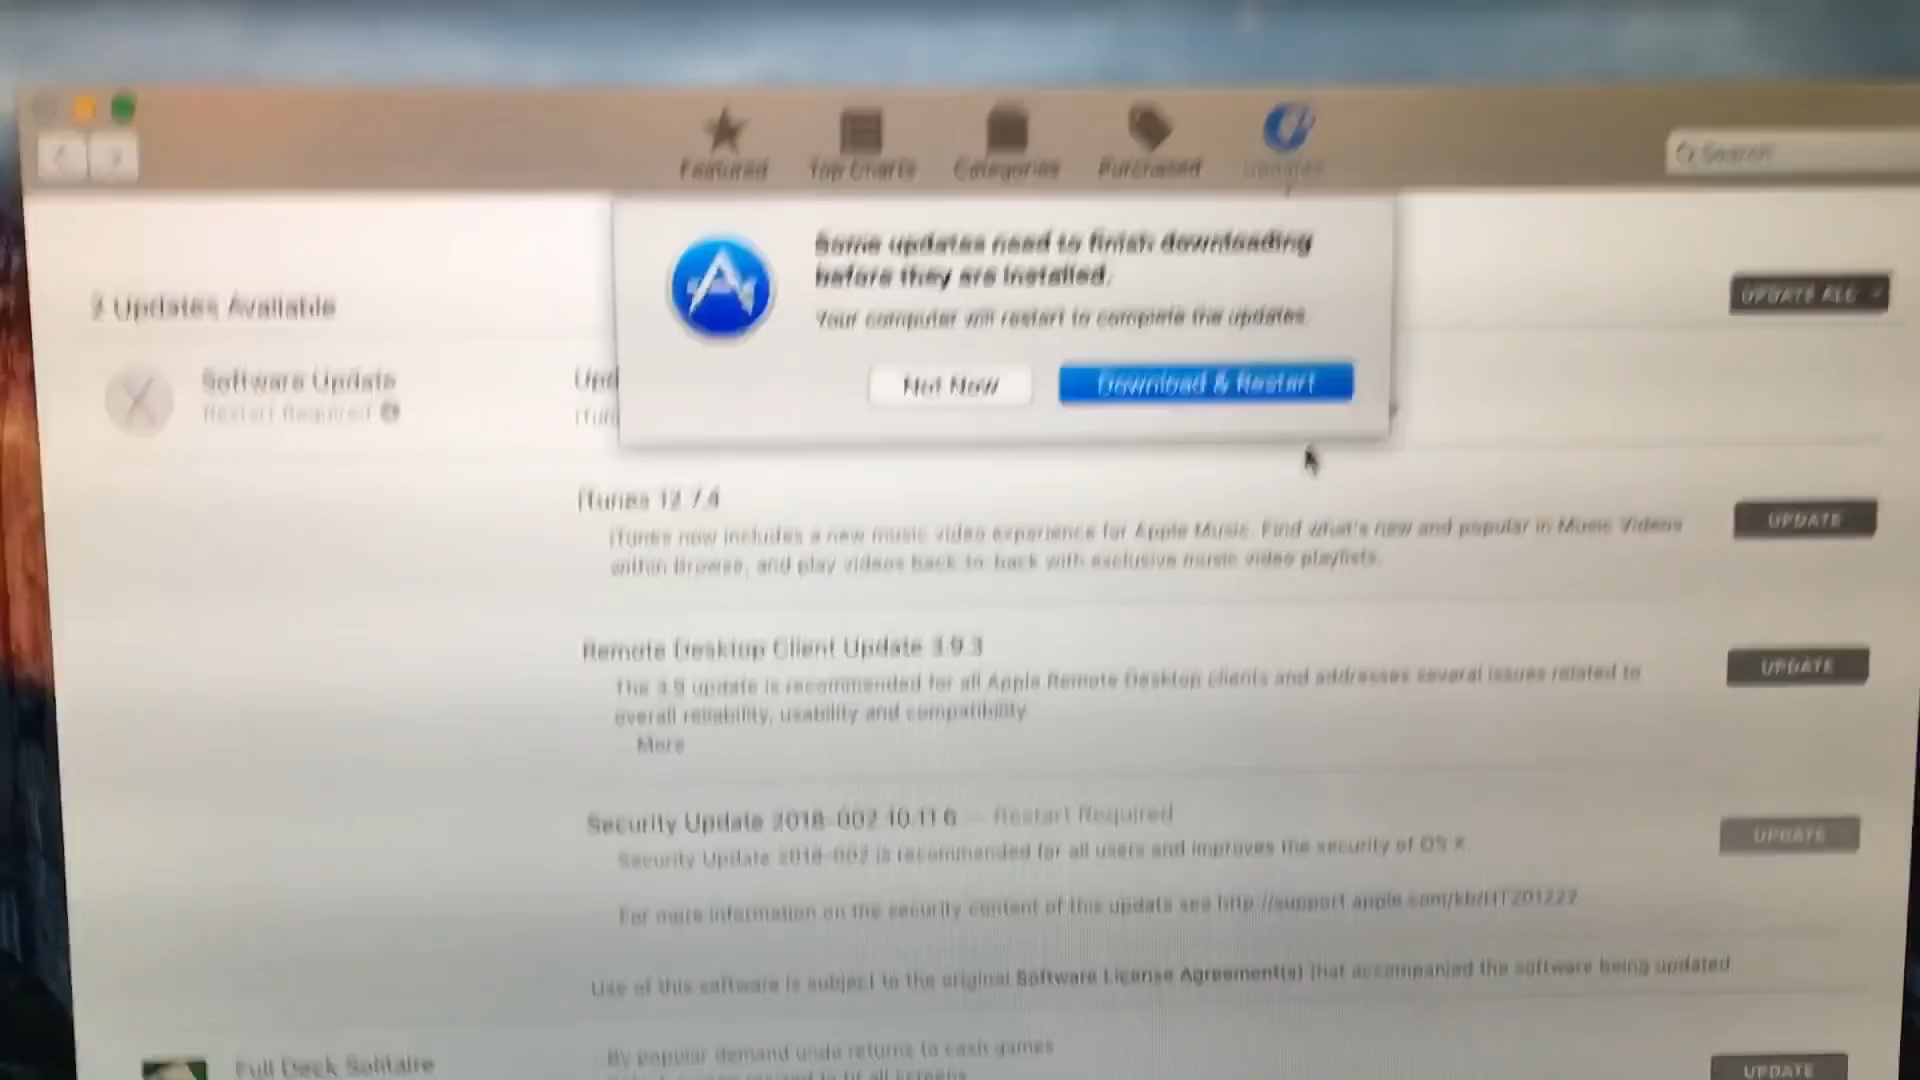 Featured
Top Charts
Categories
Purchased
Updates
Search
Some updates need to finish downloading
before they are installed.
Your computer will restart to complete the updates.
Not Now
Download & Restart
2 Updates Available
UPDATE ALL
Software Update
Restart Required
iTunes 12.7.4
iTunes now includes a new music video experience for Apple Music. Find what's new and popular in Music Videos
within Browse, and play videos back-to-back with exclusive music video playlists.
UPDATE
Remote Desktop Client Update 3.9.3
The 3.9 update is recommended for all Apple Remote Desktop clients and addresses several issues related to
overall reliability, usability and compatibility.
... More
UPDATE
Security Update 2018-002 10.11.6 — Restart Required
Security Update 2018-002 is recommended for all users and improves the security of OS X.
For more information on the security content of this update see http://support.apple.com/kb/HT201222
UPDATE
Use of this software is subject to the original Software License Agreement(s) that accompanied the software being updated.
Full Deck Solitaire
- By popular demand undo returns to cash games
UPDATE